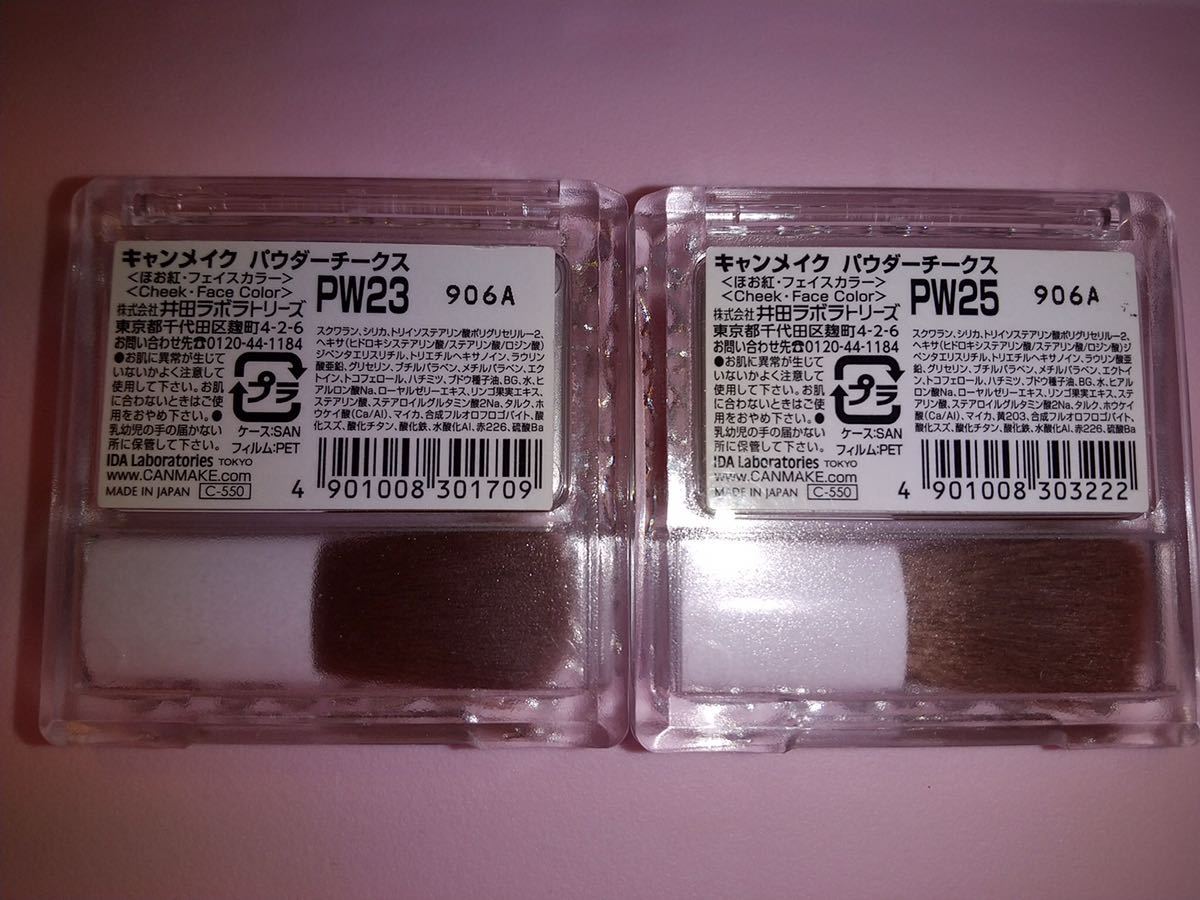 キャンメイク パウダーチークス
<ほお紅・フェイスカラー>
<Cheek・Face Color>
PW23
906A
株式会社 井田ラボラトリーズ
東京都千代田区麹町4-2-6
お問い合わせ先☎0120-44-1184
●お肌に異常が生じて
いないかよく注意して
使用して下さい。お肌
に合わないときはご使
用をおやめ下さい。●
乳幼児の手の届かない
所に保管して下さい。
プラ
ケース:SAN
フィルム:PET
スクワラン、シリカ、トリイソステアリン酸ポリグリセリル-2、
ヘキサ(ヒドロキシステアリン酸/ステアリン酸/ロジン酸)
ジペンタエリスリチル、トリエチルヘキサノイン、ラウリン
酸亜鉛、グリセリン、ブチルパラベン、メチルパラベン、エク
トイン、トコフェロール、ハチミツ、ブドウ種子油、BG、水、ヒ
アルロン酸Na、ローヤルゼリーエキス、リンゴ果実エキス、
ステアリン酸、ステアロイルグルタミン酸2Na、タルク、ホ
ウケイ酸(Ca/Al)、マイカ、合成フルオロフロゴパイト、酸
化スズ、酸化チタン、酸化鉄、水酸化Al、赤226、硫酸Ba
IDA Laboratories TOKYO
www.CANMAKE.com
MADE IN JAPAN C-550
4 901008 301709
キャンメイク パウダーチークス
<ほお紅・フェイスカラー>
<Cheek・Face Color>
PW25
906A
株式会社 井田ラボラトリーズ
東京都千代田区麹町4-2-6
お問い合わせ先☎0120-44-1184
●お肌に異常が生じて
いないかよく注意して
使用して下さい。お肌
に合わないときはご使
用をおやめ下さい。●
乳幼児の手の届かない
所に保管して下さい。
プラ
ケース:SAN
フィルム:PET
スクワラン、シリカ、トリイソステアリン酸ポリグリセリル-2、
ヘキサ(ヒドロキシステアリン酸/ステアリン酸/ロジン酸)ジ
ペンタエリスリチル、トリエチルヘキサノイン、ラウリン酸亜
鉛、グリセリン、ブチルパラベン、メチルパラベン、エクトイ
ン、トコフェロール、ハチミツ、ブドウ種子油、BG、水、ヒアル
ロン酸Na、ローヤルゼリーエキス、リンゴ果実エキス、ステ
アリン酸、ステアロイルグルタミン酸2Na、タルク、ホウ
ケイ酸(Ca/Al)、マイカ、黄203、合成フルオロフロゴパイト、
酸化スズ、酸化チタン、酸化鉄、水酸化Al、赤226、硫酸Ba
IDA Laboratories TOKYO
www.CANMAKE.com
MADE IN JAPAN C-550
4 901008 303222